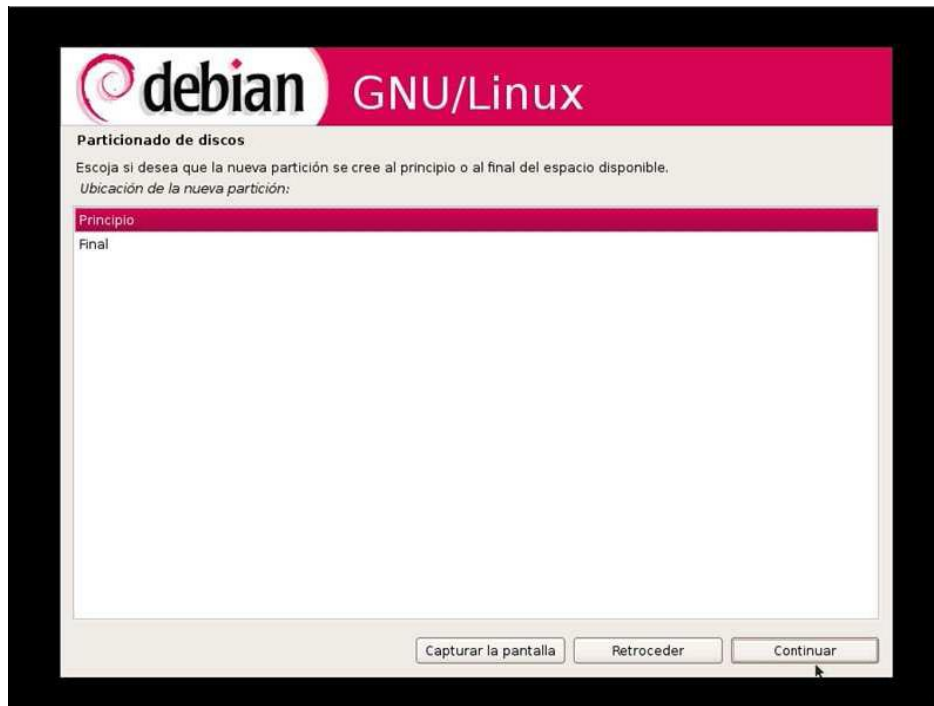 debian GNU/Linux
Particionado de discos
Escoja si desea que la nueva partición se cree al principio o al final del espacio disponible.
Ubicación de la nueva partición:
Principio
Final
Capturar la pantalla Retroceder Continuar